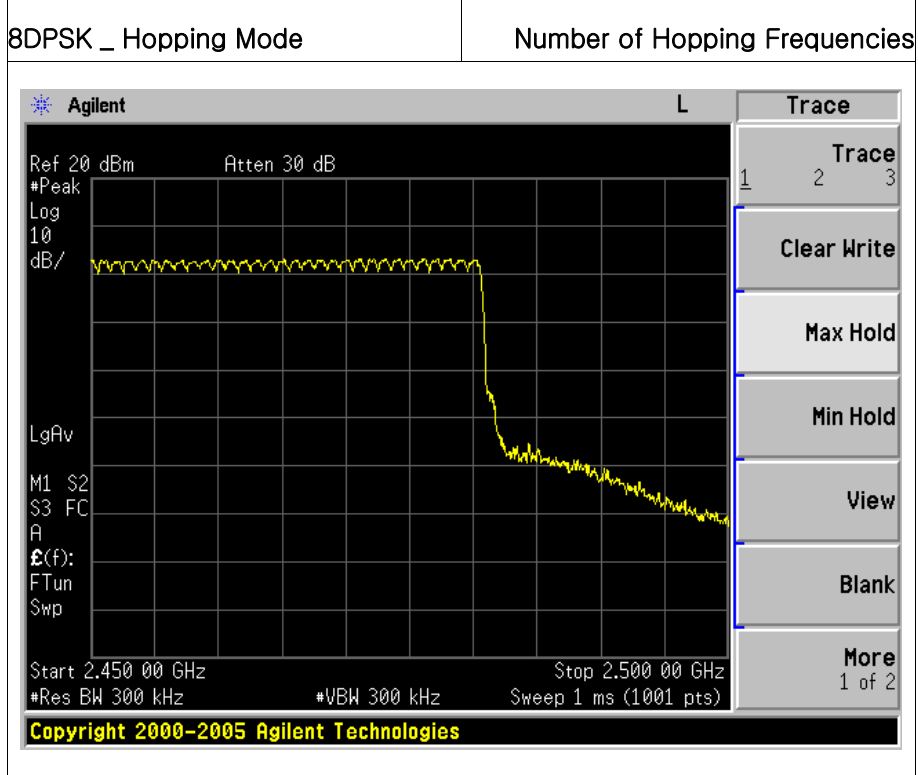 8DPSK _ Hopping Mode
Number of Hopping Frequencies
Agilent
L
Trace
Ref 20 dBm
Atten 30 dB
#Peak
Log
10
dB/
LgAv
M1 S2
S3 FC
A
£(f):
FTun
Swp
Start 2.450 00 GHz
Stop 2.500 00 GHz
#Res BW 300 kHz
#VBW 300 kHz
Sweep 1 ms (1001 pts)
Trace
1 2 3
Clear Write
Max Hold
Min Hold
View
Blank
More
1 of 2
Copyright 2000-2005 Agilent Technologies